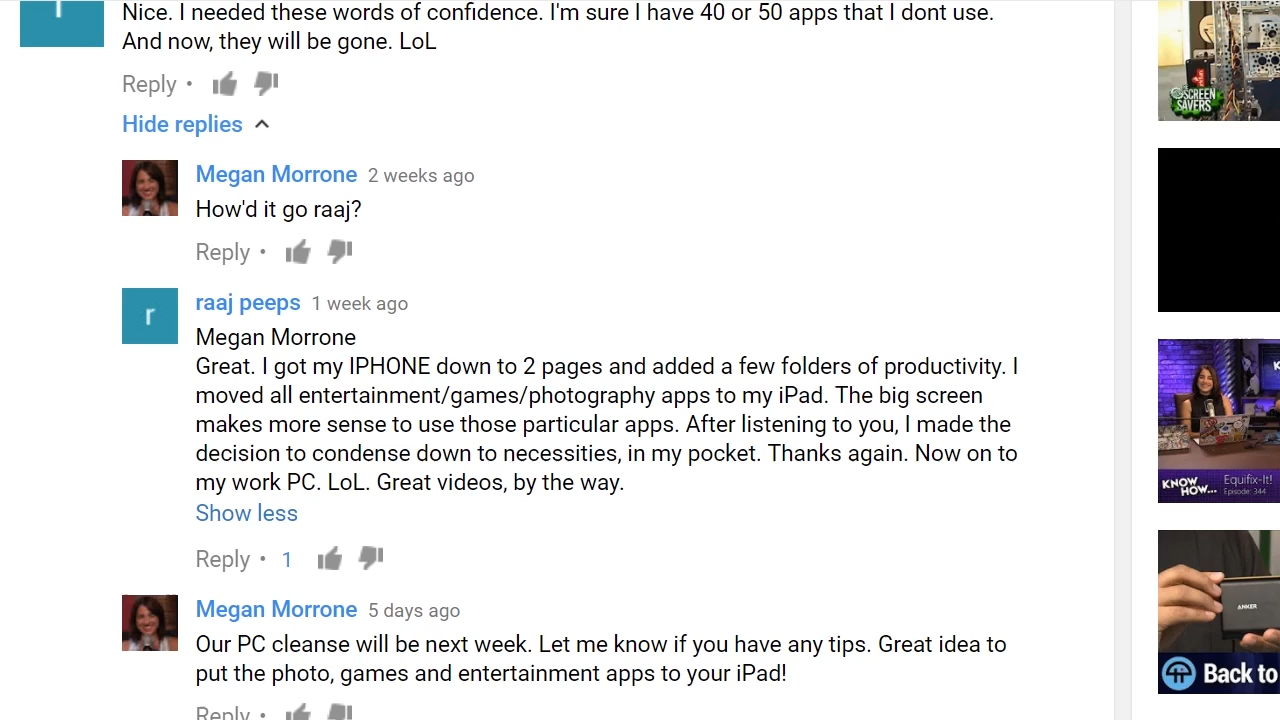 Nice. I needed these words of confidence. I'm sure I have 40 or 50 apps that I dont use.
And now, they will be gone. LoL
Reply •
Hide replies
Megan Morrone 2 weeks ago
How'd it go raaj?
Reply •
r
raaj peeps 1 week ago
Megan Morrone
Great. I got my IPHONE down to 2 pages and added a few folders of productivity. I
moved all entertainment/games/photography apps to my iPad. The big screen
makes more sense to use those particular apps. After listening to you, I made the
decision to condense down to necessities, in my pocket. Thanks again. Now on to
my work PC. LoL. Great videos, by the way.
Show less
Reply • 1
Megan Morrone 5 days ago
Our PC cleanse will be next week. Let me know if you have any tips. Great idea to
put the photo, games and entertainment apps to your iPad!
Reply •
SCREEN
SAVERS
KNOW
HOW...
Equifix-It!
Episode: 344
ANKER
Back to